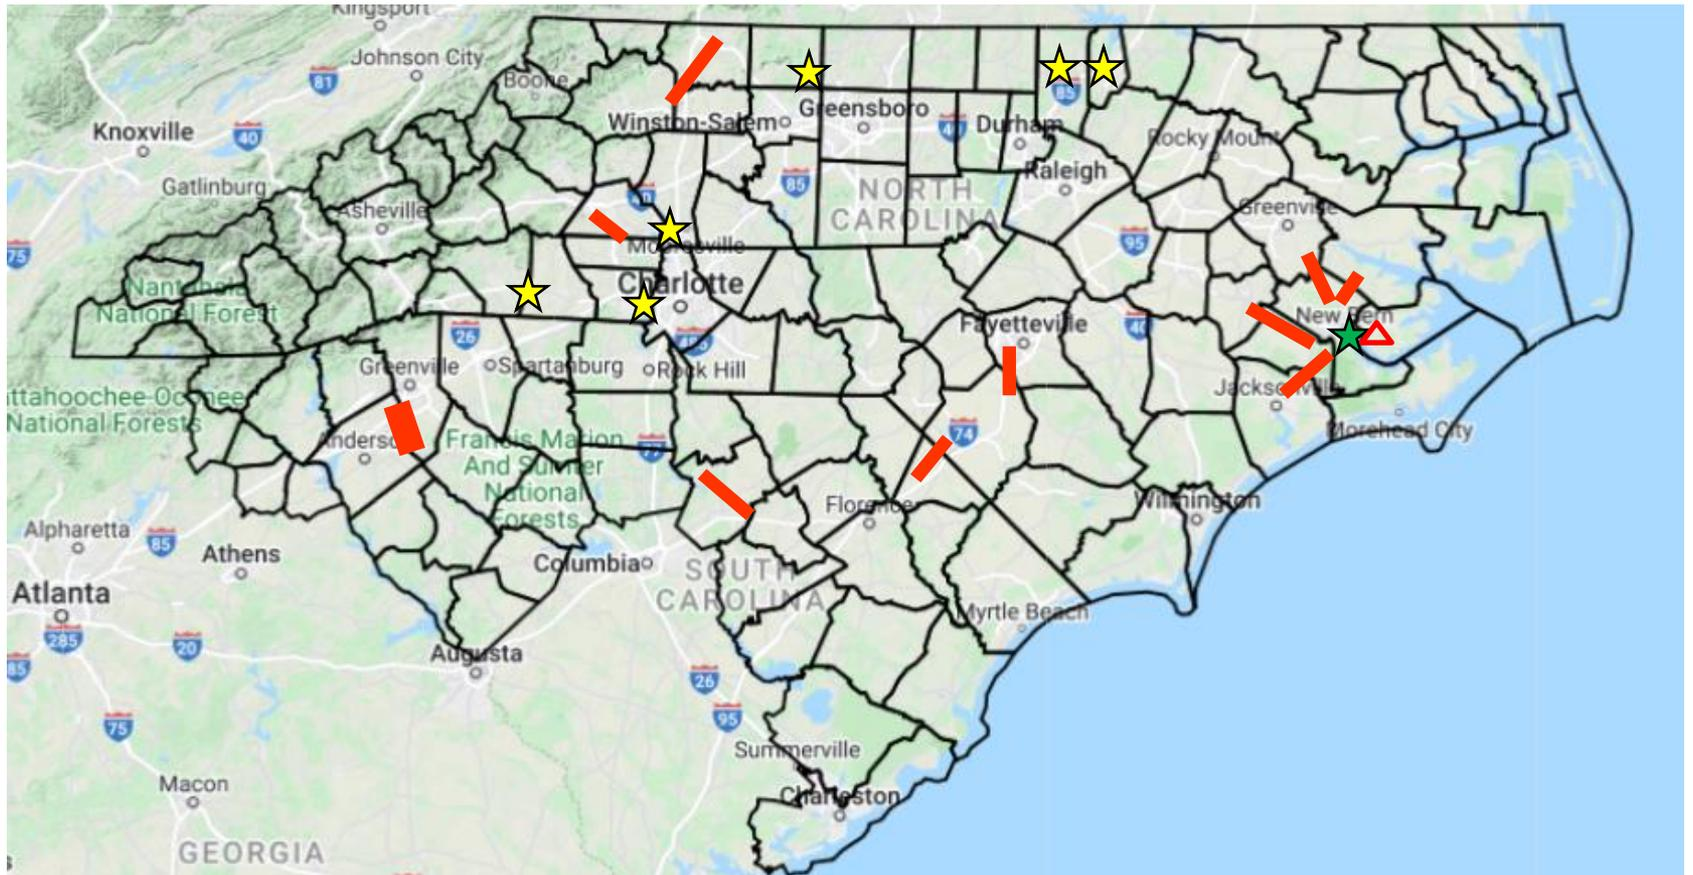 Kingsport
Johnson City
81
Boone
85
Knoxville
40
Winston-Salem
Greensboro
40
Durham
Rocky Mount
Gatlinburg
85
Raleigh
NORTH
CAROLINA
Asheville
Greenville
75
Mooresville
95
Charlotte
Nantahala
National Forest
New Bern
Fayetteville
40
26
485
Greenville
Spartanburg
Rock Hill
Jacksonville
attahoochee-Oconee
National Forests
Morehead City
Anderson
Francis Marion
And Sumter
National
Forests
77
74
Florence
Wilmington
Alpharetta
85
Athens
Columbia
SOUTH
CAROLINA
Atlanta
Myrtle Beach
285
20
85
Augusta
26
75
95
Summerville
Macon
Charleston
GEORGIA